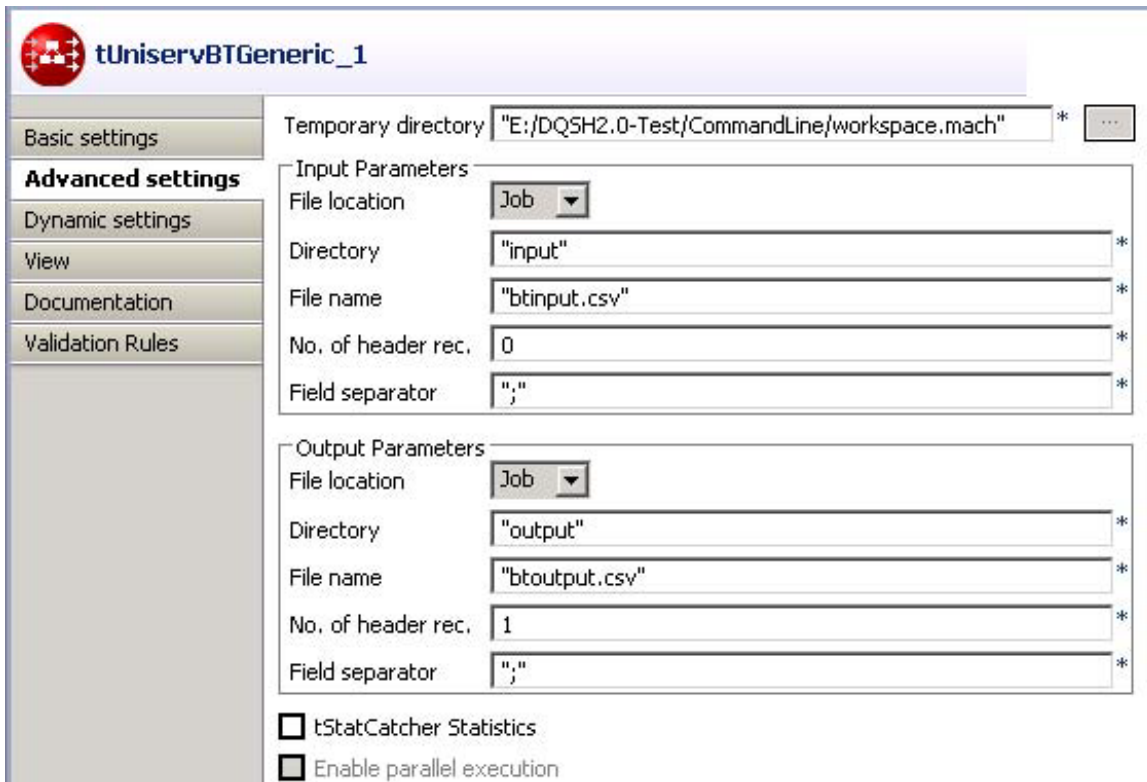 tUniservBTGeneric_1
Basic settings
Advanced settings
Dynamic settings
View
Documentation
Validation Rules
Temporary directory "E:/DQSH2.0-Test/CommandLine/workspace.mach" * ...
Input Parameters
File location Job
Directory "input" *
File name "btinput.csv" *
No. of header rec. 0 *
Field separator ";" *
Output Parameters
File location Job
Directory "output" *
File name "btoutput.csv" *
No. of header rec. 1 *
Field separator ";" *
tStatCatcher Statistics
Enable parallel execution